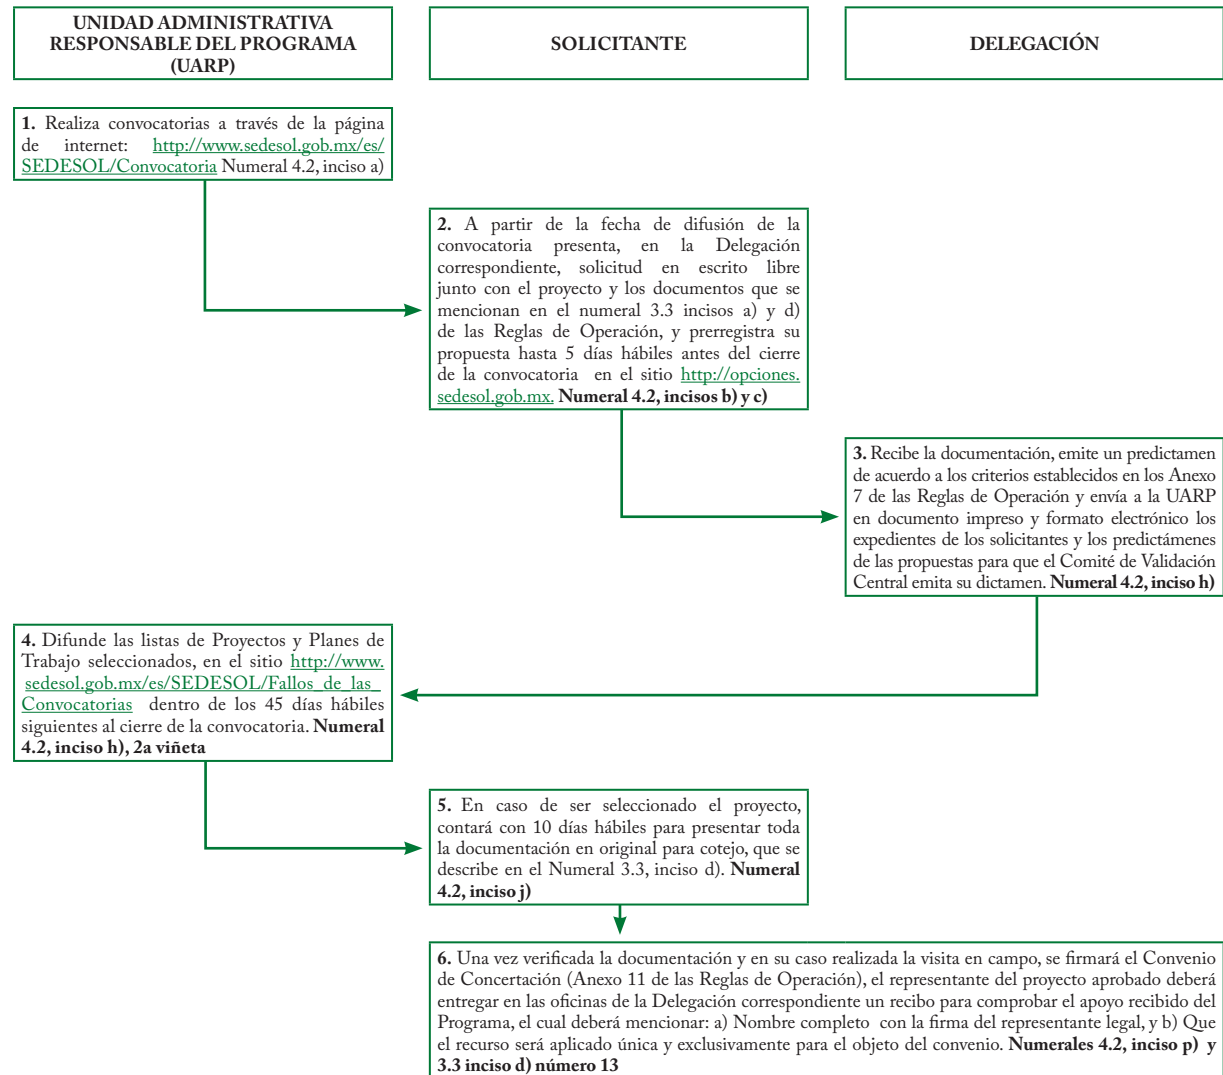 UNIDAD ADMINISTRATIVA
RESPONSABLE DEL PROGRAMA
(UARP)
SOLICITANTE
DELEGACIÓN
1. Realiza convocatorias a través de la página
de internet: http://www.sedesol.gob.mx/es/
SEDESOL/Convocatoria Numeral 4.2, inciso a)
2. A partir de la fecha de difusión de la
convocatoria presenta, en la Delegación
correspondiente, solicitud en escrito libre
junto con el proyecto y los documentos que se
mencionan en el numeral 3.3 incisos a) y d)
de las Reglas de Operación, y prerregistra su
propuesta hasta 5 días hábiles antes del cierre
de la convocatoria en el sitio http://opciones.
sedesol.gob.mx. Numeral 4.2, incisos b) y c)
3. Recibe la documentación, emite un predictamen
de acuerdo a los criterios establecidos en los Anexo
7 de las Reglas de Operación y envía a la UARP
en documento impreso y formato electrónico los
expedientes de los solicitantes y los predictámenes
de las propuestas para que el Comité de Validación
Central emita su dictamen. Numeral 4.2, inciso h)
4. Difunde las listas de Proyectos y Planes de
Trabajo seleccionados, en el sitio http://www.
sedesol.gob.mx/es/SEDESOL/Fallos_de_las_
Convocatorias dentro de los 45 días hábiles
siguientes al cierre de la convocatoria. Numeral
4.2, inciso h), 2a viñeta
5. En caso de ser seleccionado el proyecto,
contará con 10 días hábiles para presentar toda
la documentación en original para cotejo, que se
describe en el Numeral 3.3, inciso d). Numeral
4.2, inciso j)
6. Una vez verificada la documentación y en su caso realizada la visita en campo, se firmará el Convenio
de Concertación (Anexo 11 de las Reglas de Operación), el representante del proyecto aprobado deberá
entregar en las oficinas de la Delegación correspondiente un recibo para comprobar el apoyo recibido del
Programa, el cual deberá mencionar: a) Nombre completo con la firma del representante legal, y b) Que
el recurso será aplicado única y exclusivamente para el objeto del convenio. Numerales 4.2, inciso p) y
3.3 inciso d) número 13